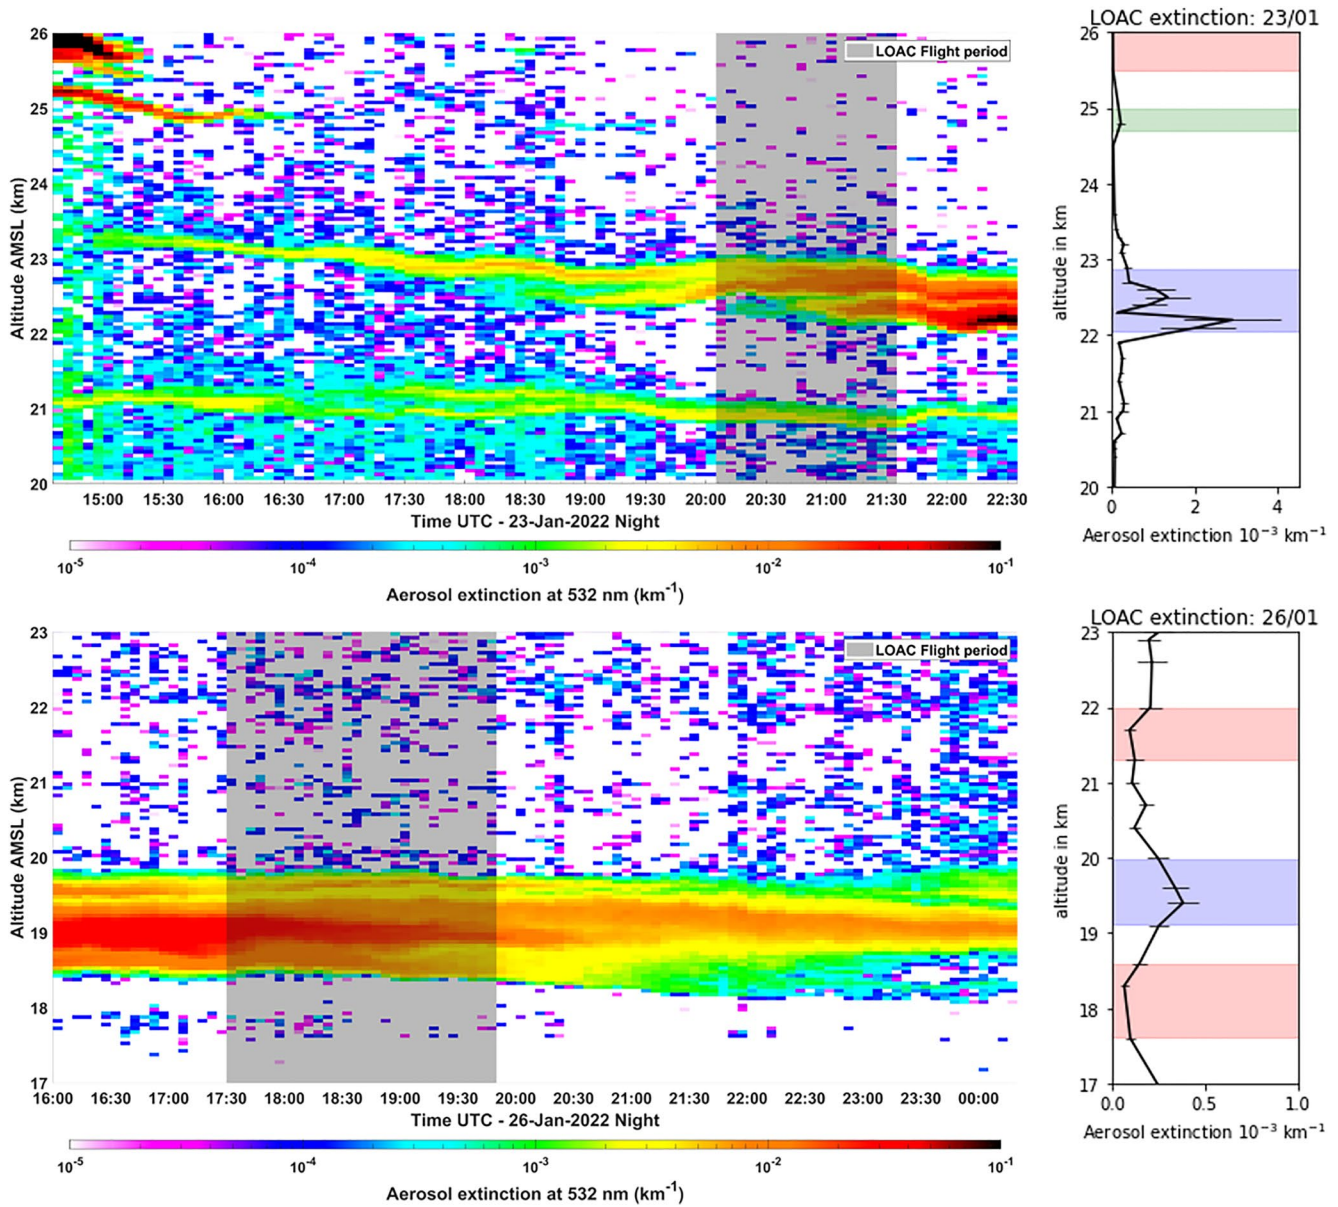 LOAC extinction: 23/01
26
25
24
23
22
21
20
Altitude AMSL (km)
LOAC Flight period
15:00 15:30 16:00 16:30 17:00 17:30 18:00 18:30 19:00 19:30 20:00 20:30 21:00 21:30 22:00 22:30
Time UTC - 23-Jan-2022 Night
10-5 10-4 10-3 10-2 10-1
Aerosol extinction at 532 nm (km-1)
26
25
24
23
22
21
20
altitude in km
0 2 4
Aerosol extinction 10−3 km−1
LOAC extinction: 26/01
23
22
21
20
19
18
17
Altitude AMSL (km)
LOAC Flight period
16:00 16:30 17:00 17:30 18:00 18:30 19:00 19:30 20:00 20:30 21:00 21:30 22:00 22:30 23:00 23:30 00:00
Time UTC - 26-Jan-2022 Night
10-5 10-4 10-3 10-2 10-1
Aerosol extinction at 532 nm (km-1)
23
22
21
20
19
18
17
altitude in km
0.0 0.5 1.0
Aerosol extinction 10−3 km−1